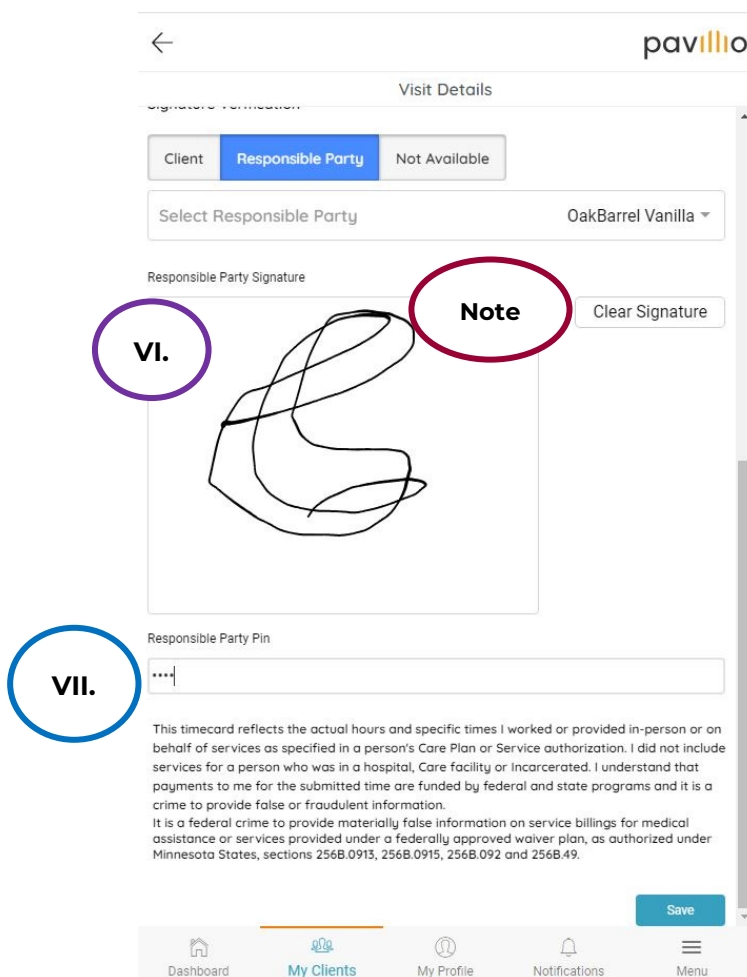 pavillio
Visit Details
Signature Verification
Client Responsible Party Not Available
Select Responsible Party OakBarrel Vanilla
Responsible Party Signature
Note
Clear Signature
VI.
Responsible Party Pin
VII.
••••
This timecard reflects the actual hours and specific times I worked or provided in-person or on
behalf of services as specified in a person's Care Plan or Service authorization. I did not include
services for a person who was in a hospital, Care facility or Incarcerated. I understand that
payments to me for the submitted time are funded by federal and state programs and it is a
crime to provide false or fraudulent information.
It is a federal crime to provide materially false information on service billings for medical
assistance or services provided under a federally approved waiver plan, as authorized under
Minnesota States, sections 256B.0913, 256B.0915, 256B.092 and 256B.49.
Save
Dashboard My Clients My Profile Notifications Menu